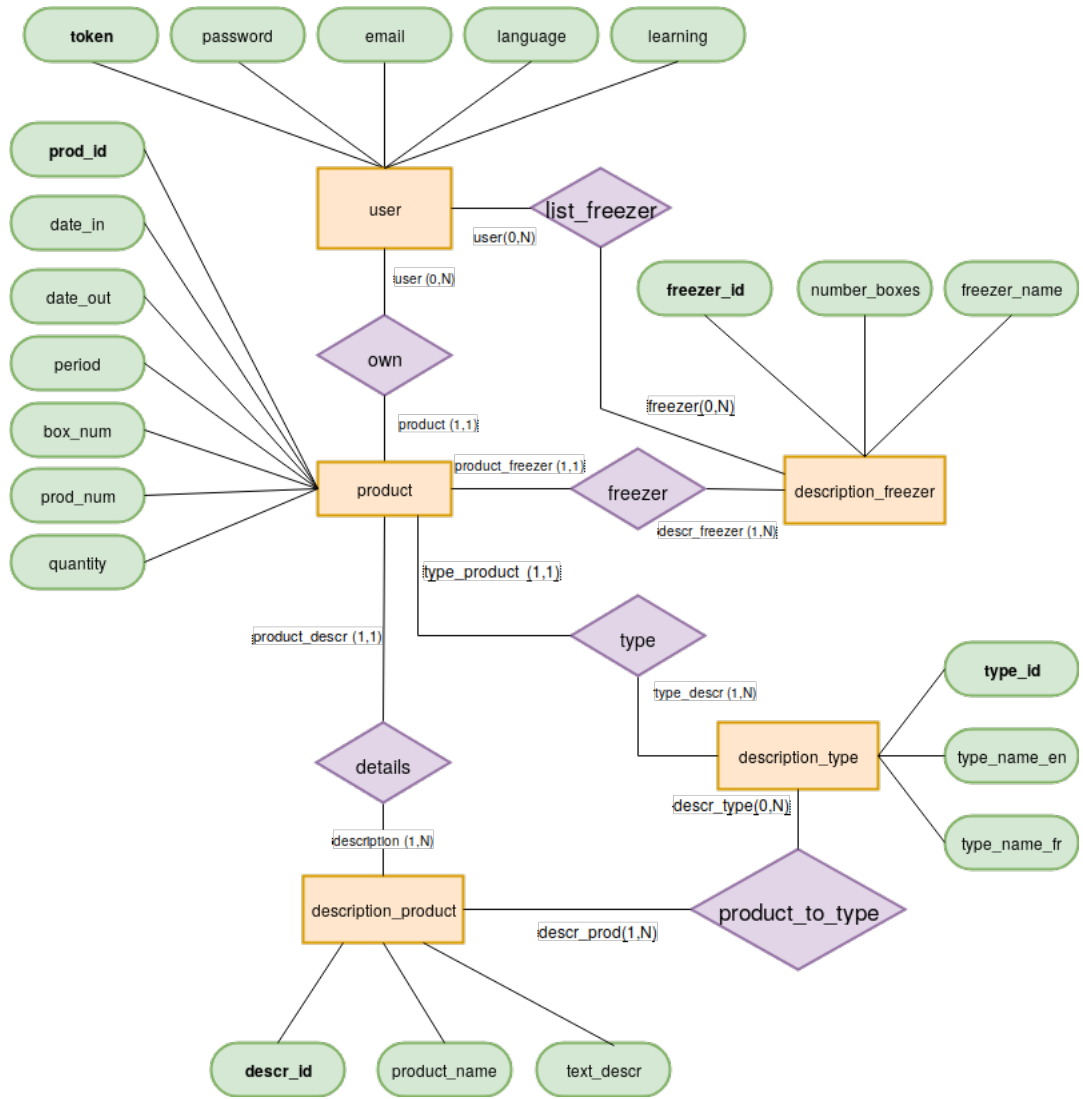 token
password
email
language
learning
prod_id
date_in
date_out
period
box_num
prod_num
quantity
user
list_freezer
user(0,N)
user (0,N)
freezer_id
number_boxes
freezer_name
own
freezer(0,N)
product (1,1)
product_freezer (1,1)
product
freezer
description_freezer
descr_freezer (1,N)
type_product (1,1)
product_descr (1,1)
type
type_id
type_descr (1,N)
description_type
type_name_en
details
descr_type(0,N)
type_name_fr
description (1,N)
description_product
product_to_type
descr_prod(1,N)
descr_id
product_name
text_descr